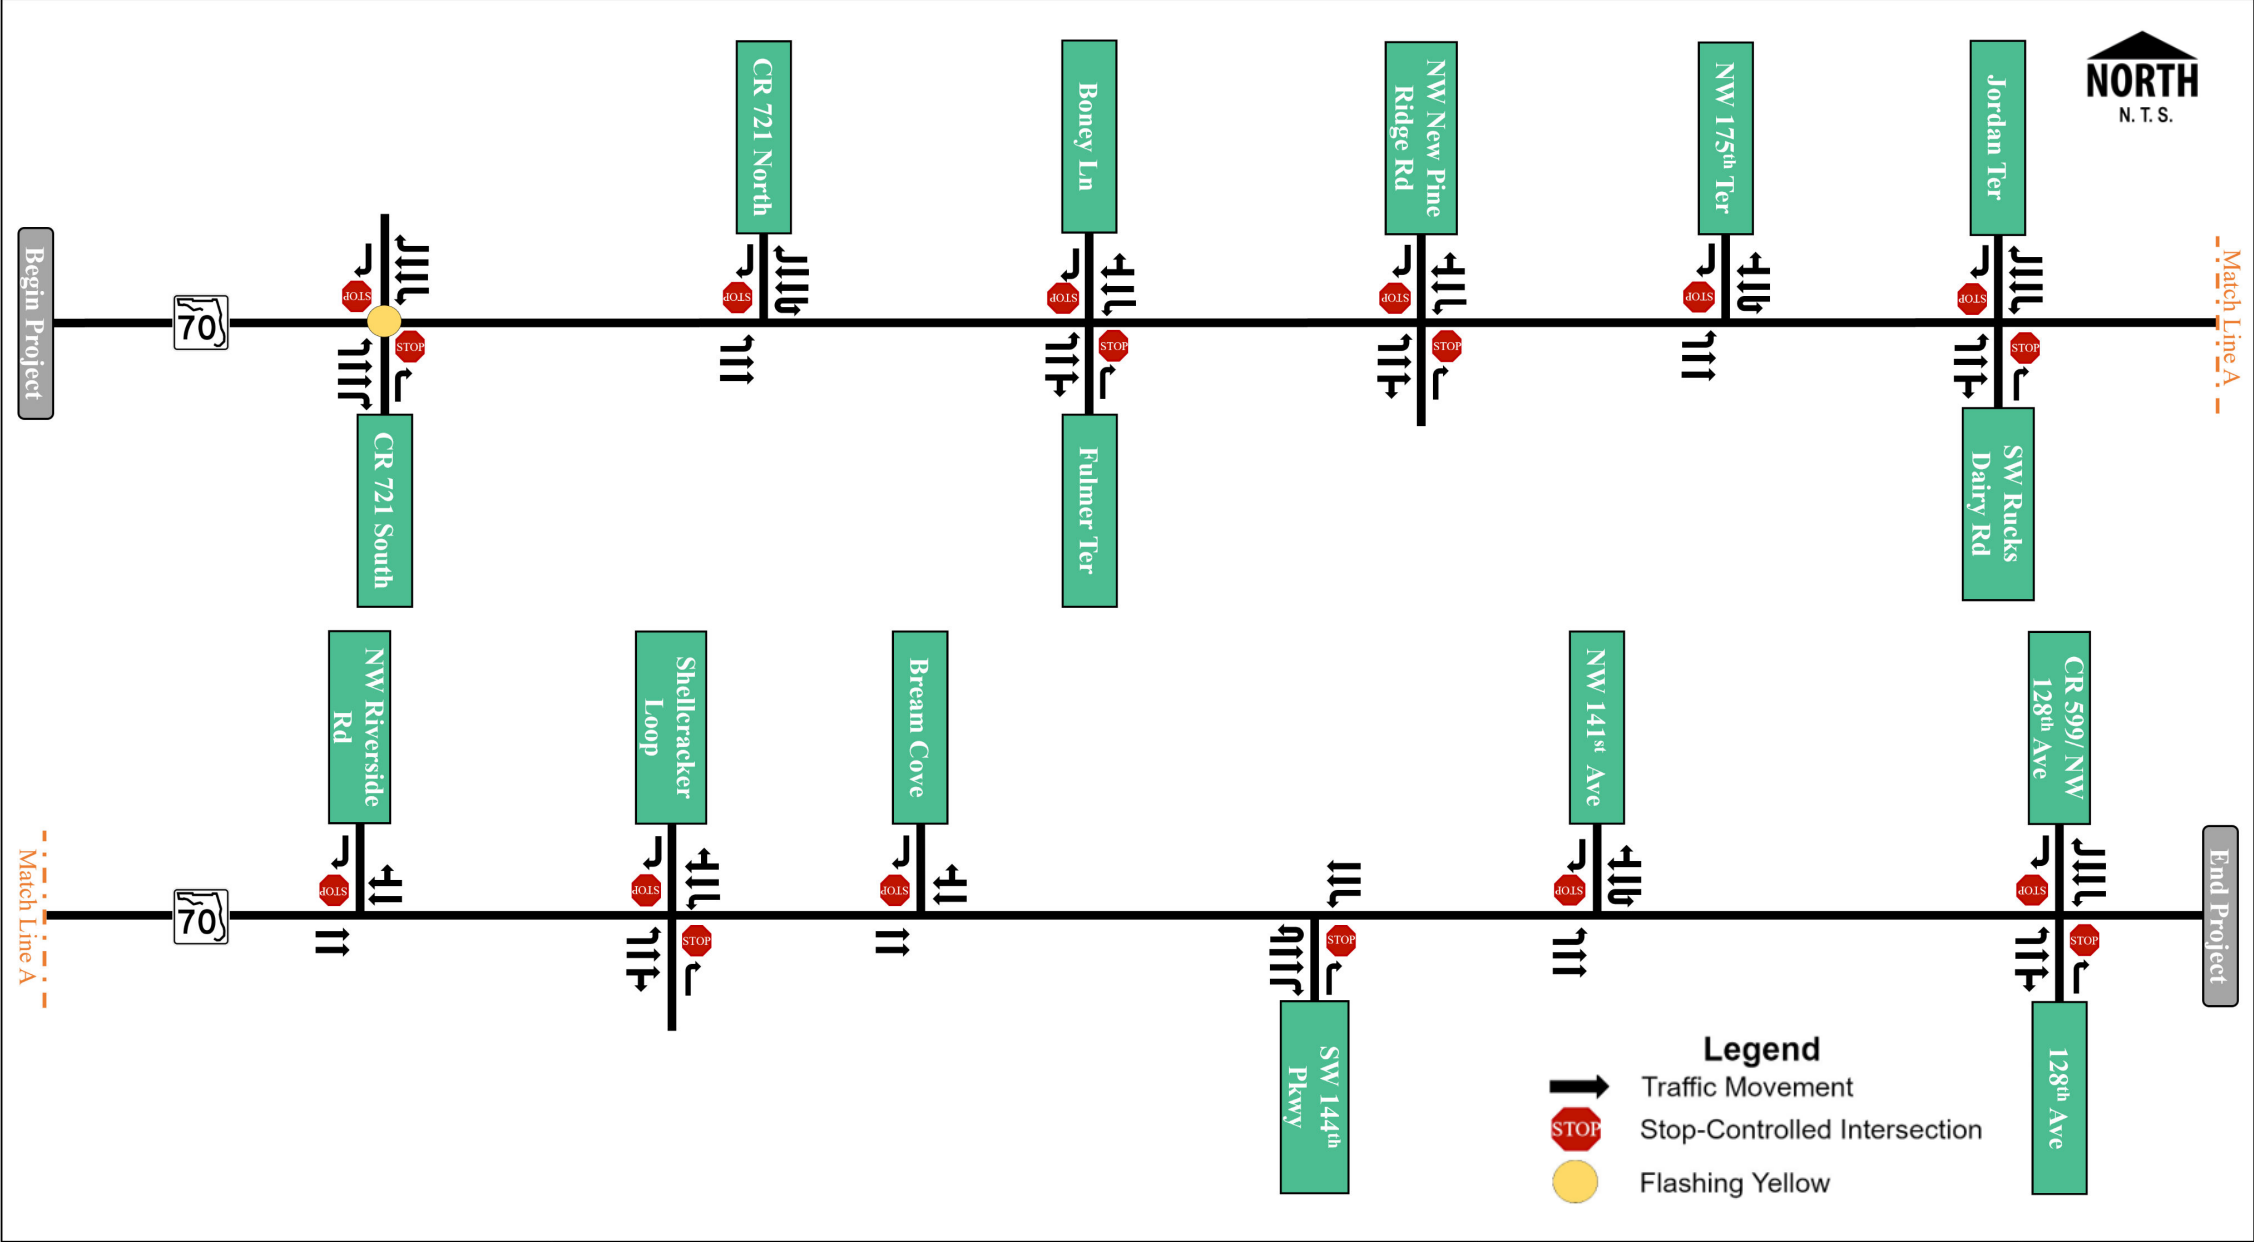 CR 721 North
Boney Ln
NW New Pine
Ridge Rd
NW 175th Ter
Jordan Ter
NORTH
N. T. S.
Begin Project
70
STOP
STOP
STOP
STOP
STOP
STOP
STOP
STOP
STOP
STOP
Match Line A
CR 721 South
Fulmer Ter
SW Rucks
Dairy Rd
NW Riverside
Rd
Shellcracker
Loop
Bream Cove
NW 141st Ave
CR 599/ NW
128th Ave
Match Line A
70
STOP
STOP
STOP
STOP
STOP
STOP
STOP
STOP
End Project
SW 144th
Pkwy
128th Ave
Legend
Traffic Movement
STOP
Stop-Controlled Intersection
Flashing Yellow